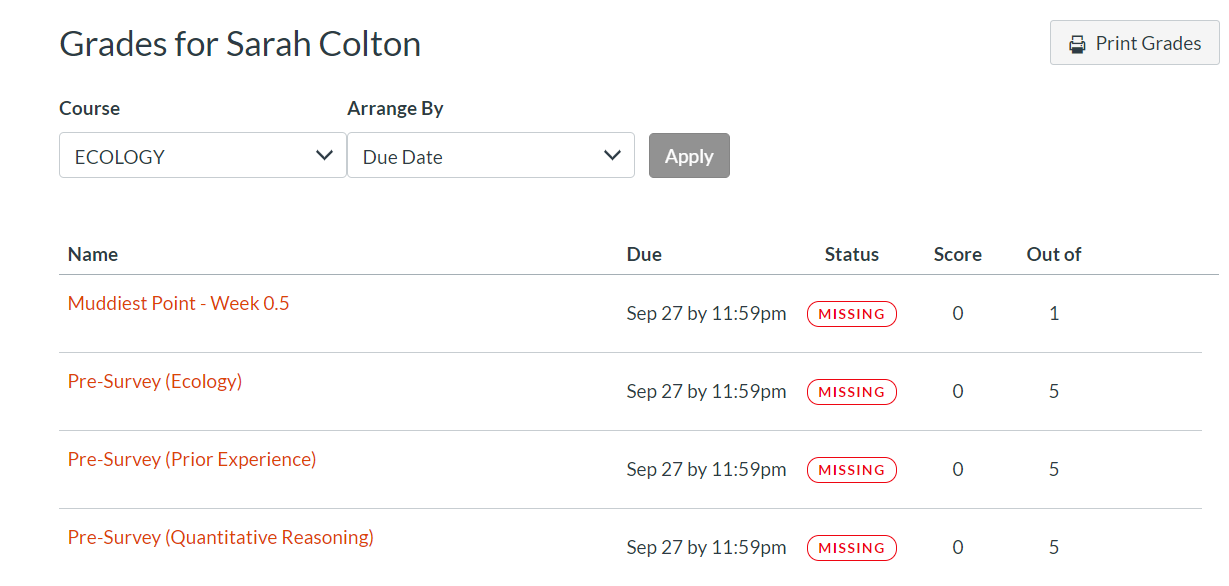 Grades for Sarah Colton
Print Grades
Course
Arrange By
ECOLOGY
Due Date
Apply
Name Due Status Score Out of
Muddiest Point - Week 0.5
Sep 27 by 11:59pm MISSING 0 1
Pre-Survey (Ecology)
Sep 27 by 11:59pm MISSING 0 5
Pre-Survey (Prior Experience)
Sep 27 by 11:59pm MISSING 0 5
Pre-Survey (Quantitative Reasoning)
Sep 27 by 11:59pm MISSING 0 5